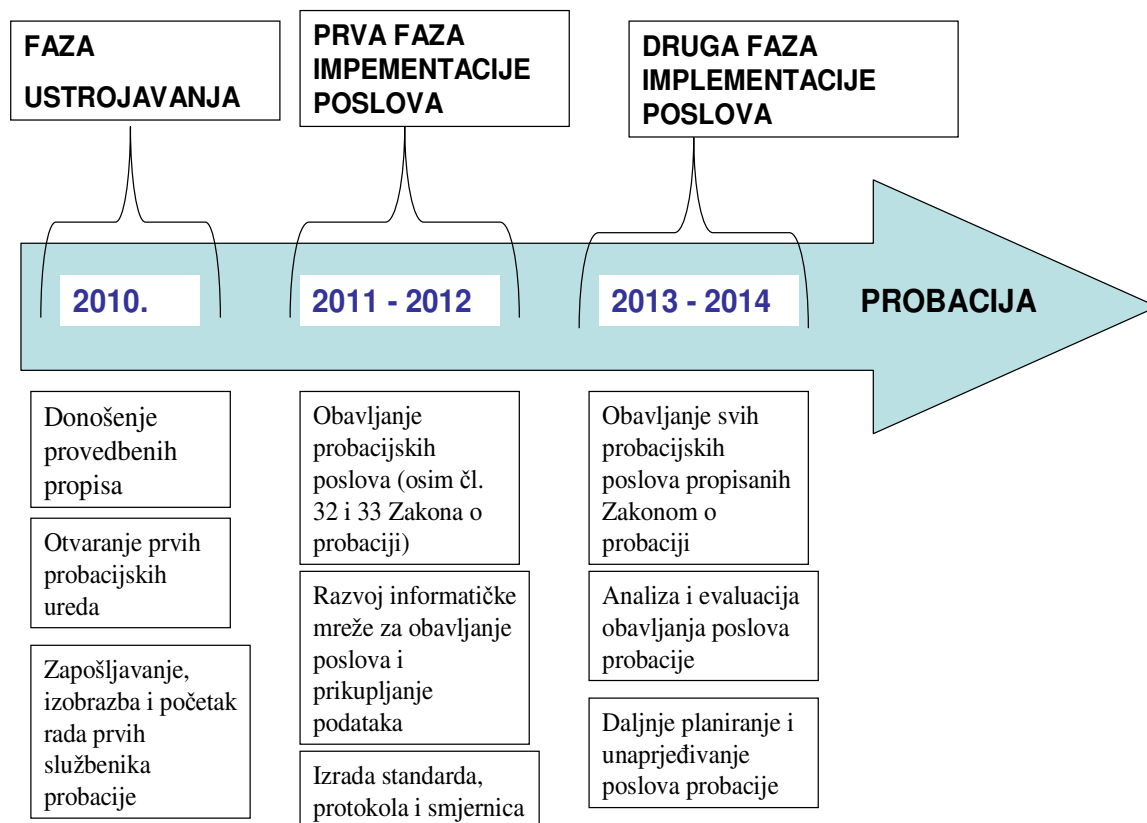 FAZA
USTROJAVANJA
PRVA FAZA
IMPEMENTACIJE
POSLOVA
DRUGA FAZA
IMPLEMENTACIJE
POSLOVA
2010.
2011 - 2012
2013 - 2014
PROBACIJA
Donošenje
provedbenih
propisa
Otvaranje prvih
probacijskih
ureda
Zapošljavanje,
izobrazba i početak
rada prvih
službenika
probacije
Obavljanje
probacijskih
poslova (osim čl.
32 i 33 Zakona o
probaciji)
Razvoj informatičke
mreže za obavljanje
poslova i
prikupljanje
podataka
Izrada standarda,
protokola i smjernica
Obavljanje svih
probacijskih
poslova propisanih
Zakonom o
probaciji
Analiza i evaluacija
obavljanja poslova
probacije
Daljnje planiranje i
unaprjeđivanje
poslova probacije